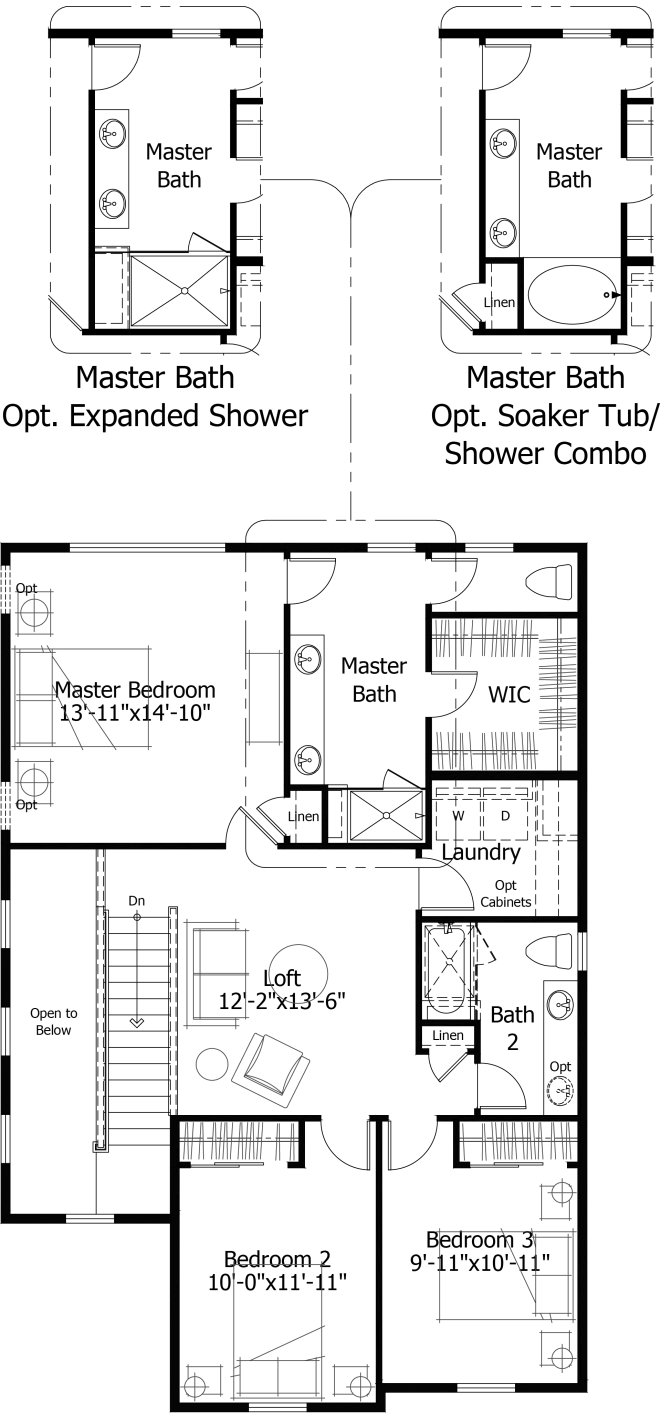 Master
Bath
Master
Bath
Linen
Master Bath
Opt. Expanded Shower
Master Bath
Opt. Soaker Tub/
Shower Combo
Opt
Master Bedroom
13'-11"x14'-10"
Opt
Master
Bath
WIC
Linen
W
D
Laundry
Opt
Cabinets
Dn
Open to
Below
Loft
12'-2"x13'-6"
Bath
2
Linen
Opt
Bedroom 2
10'-0"x11'-11"
Bedroom 3
9'-11"x10'-11"